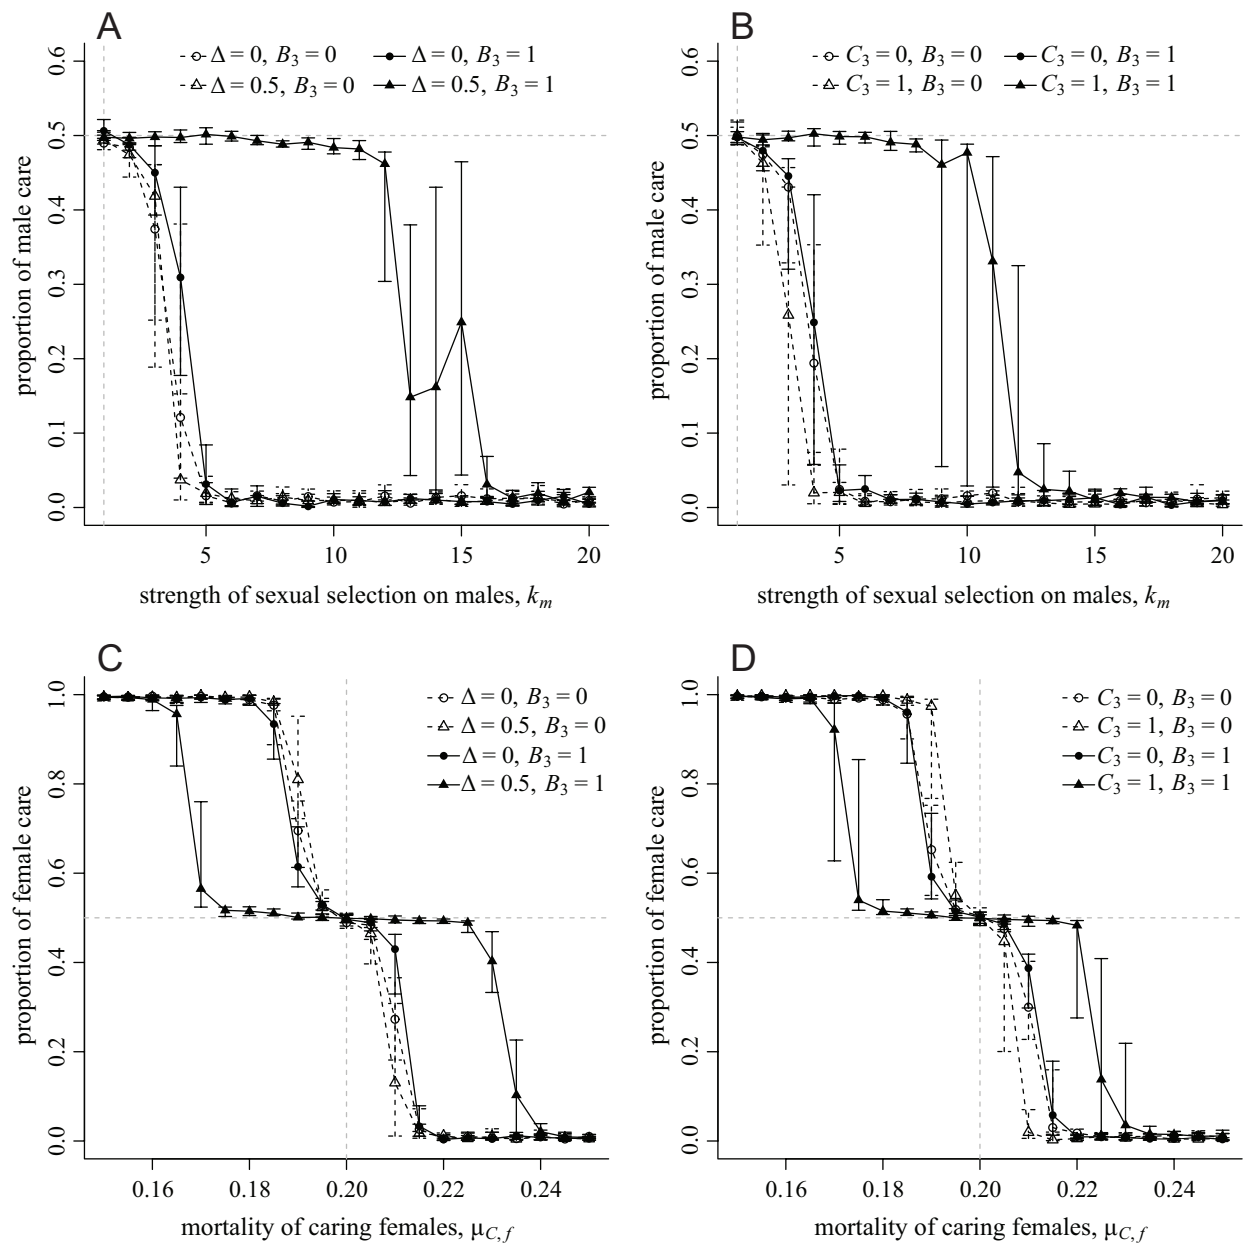 A
Δ = 0, B3 = 0
Δ = 0, B3 = 1
Δ = 0.5, B3 = 0
Δ = 0.5, B3 = 1
0.6
0.5
0.4
0.3
0.2
0.1
0.0
proportion of male care
5
10
15
20
strength of sexual selection on males, km
B
C3 = 0, B3 = 0
C3 = 0, B3 = 1
C3 = 1, B3 = 0
C3 = 1, B3 = 1
0.6
0.5
0.4
0.3
0.2
0.1
0.0
proportion of male care
5
10
15
20
strength of sexual selection on males, km
C
Δ = 0, B3 = 0
Δ = 0.5, B3 = 0
Δ = 0, B3 = 1
Δ = 0.5, B3 = 1
1.0
0.8
0.6
0.4
0.2
0.0
proportion of female care
0.16
0.18
0.20
0.22
0.24
mortality of caring females, μC,f
D
C3 = 0, B3 = 0
C3 = 1, B3 = 0
C3 = 0, B3 = 1
C3 = 1, B3 = 1
1.0
0.8
0.6
0.4
0.2
0.0
proportion of female care
0.16
0.18
0.20
0.22
0.24
mortality of caring females, μC,f